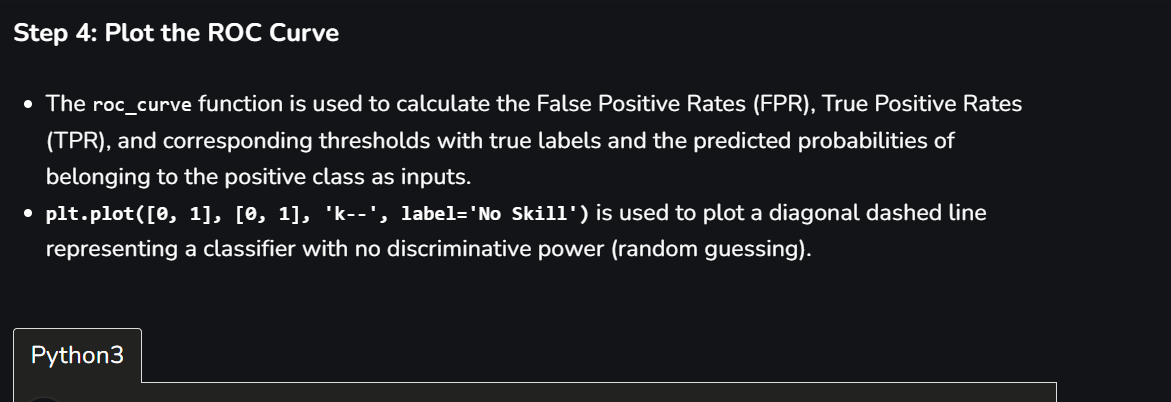 Step 4: Plot the ROC Curve
• The roc_curve function is used to calculate the False Positive Rates (FPR), True Positive Rates
(TPR), and corresponding thresholds with true labels and the predicted probabilities of
belonging to the positive class as inputs.
• plt.plot([0, 1], [0, 1], 'k--', label='No Skill') is used to plot a diagonal dashed line
representing a classifier with no discriminative power (random guessing).
Python3